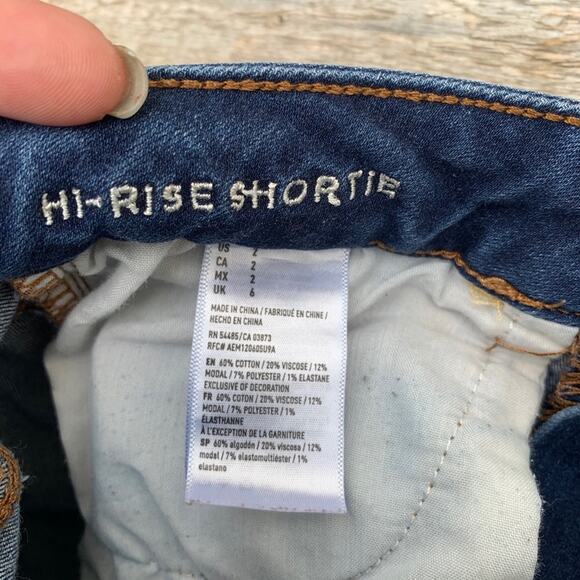 HI-RISE SHORTIE
US 2
CA 2
MX 2
UK 6
MADE IN CHINA / FABRIQUÉ EN CHINE /
HECHO EN CHINA
RN 54485/CA 03873
RFC# AEM120605U9A
EN 60% COTTON / 20% VISCOSE / 12%
MODAL / 7% POLYESTER / 1% ELASTANE
EXCLUSIVE OF DECORATION
FR 60% COTON / 20% VISCOSE / 12%
MODAL / 7% POLYESTER / 1%
ÉLASTHANNE
À L'EXCEPTION DE LA GARNITURE
SP 60% algodón / 20% viscosa / 12%
modal / 7% elastomultiéster / 1%
elastano